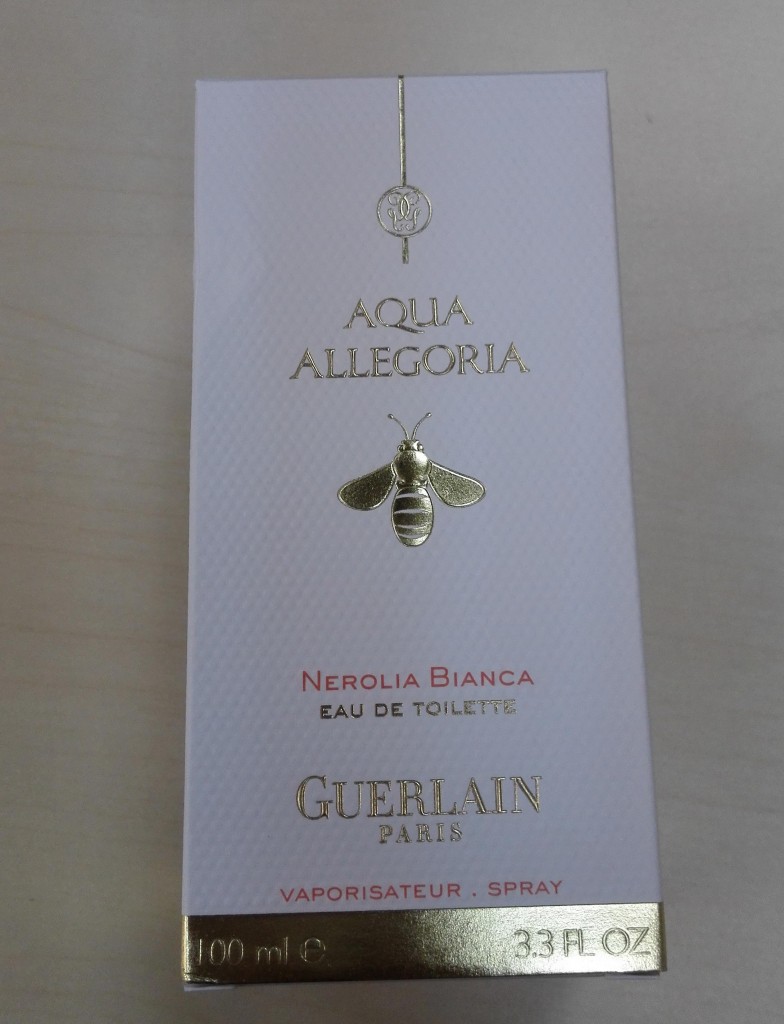 AQUA
ALLEGORIA
NEROLIA BIANCA
EAU DE TOILETTE
GUERLAIN
PARIS
VAPORISATEUR . SPRAY
100 ml ℮ 3.3 FL OZ